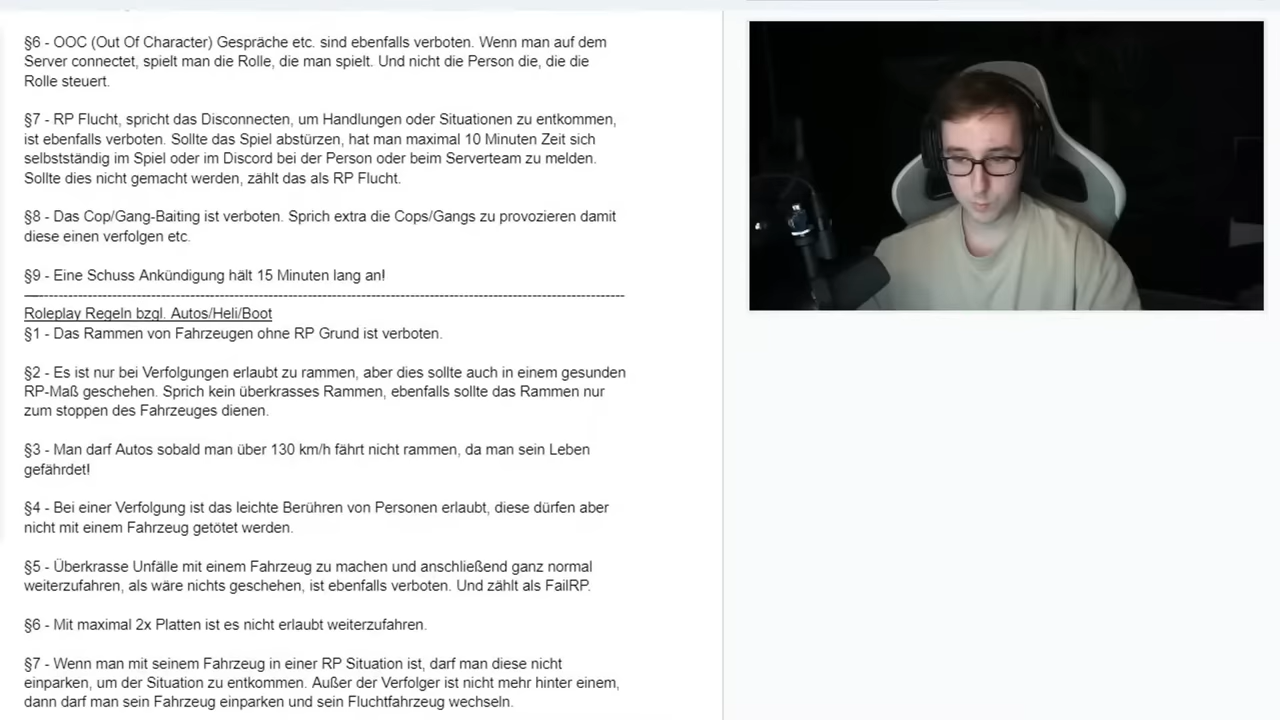 §6 - OOC (Out Of Character) Gespräche etc. sind ebenfalls verboten. Wenn man auf dem
Server connectet, spielt man die Rolle, die man spielt. Und nicht die Person die, die die
Rolle steuert.
§7 - RP Flucht, spricht das Disconnecten, um Handlungen oder Situationen zu entkommen,
ist ebenfalls verboten. Sollte das Spiel abstürzen, hat man maximal 10 Minuten Zeit sich
selbstständig im Spiel oder im Discord bei der Person oder beim Serverteam zu melden.
Sollte dies nicht gemacht werden, zählt das als RP Flucht.
§8 - Das Cop/Gang-Baiting ist verboten. Sprich extra die Cops/Gangs zu provozieren damit
diese einen verfolgen etc.
§9 - Eine Schuss Ankündigung hält 15 Minuten lang an!
Roleplay Regeln bzgl. Autos/Heli/Boot
§1 - Das Rammen von Fahrzeugen ohne RP Grund ist verboten.
§2 - Es ist nur bei Verfolgungen erlaubt zu rammen, aber dies sollte auch in einem gesunden
RP-Maß geschehen. Sprich kein überkrasses Rammen, ebenfalls sollte das Rammen nur
zum stoppen des Fahrzeuges dienen.
§3 - Man darf Autos sobald man über 130 km/h fährt nicht rammen, da man sein Leben
gefährdet!
§4 - Bei einer Verfolgung ist das leichte Berühren von Personen erlaubt, diese dürfen aber
nicht mit einem Fahrzeug getötet werden.
§5 - Überkrasse Unfälle mit einem Fahrzeug zu machen und anschließend ganz normal
weiterzufahren, als wäre nichts geschehen, ist ebenfalls verboten. Und zählt als FailRP.
§6 - Mit maximal 2x Platten ist es nicht erlaubt weiterzufahren.
§7 - Wenn man mit seinem Fahrzeug in einer RP Situation ist, darf man diese nicht
einparken, um der Situation zu entkommen. Außer der Verfolger ist nicht mehr hinter einem,
dann darf man sein Fahrzeug einparken und sein Fluchtfahrzeug wechseln.